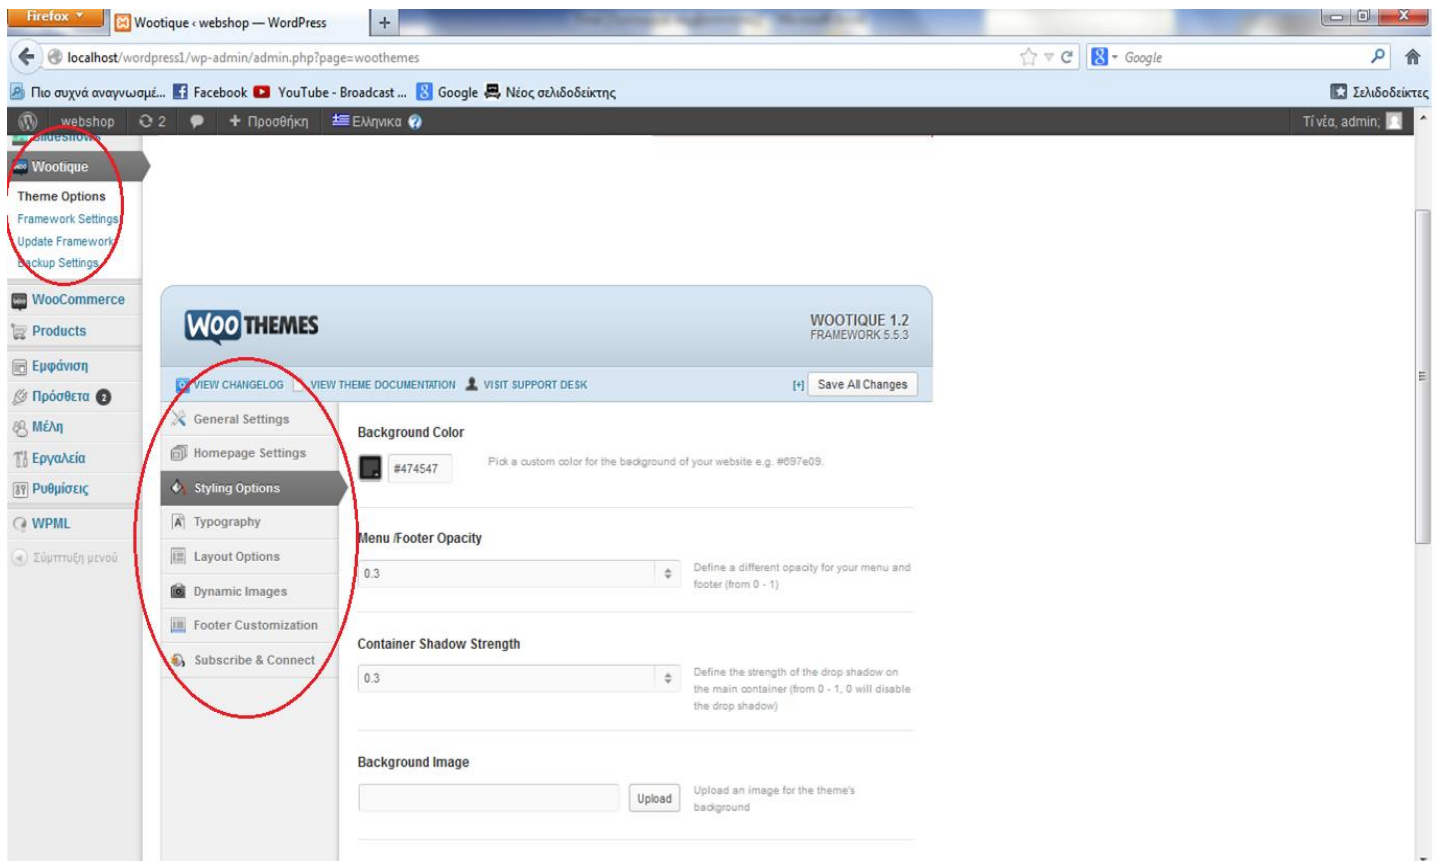 Firefox
Wootique ‹ webshop — WordPress
localhost/wordpress1/wp-admin/admin.php?page=woothemes
Google
Πιο συχνά αναγνωσμέ...
Facebook
YouTube - Broadcast ...
Google
Νέος σελιδοδείκτης
Σελιδοδείκτες
webshop
2
Προσθήκη
Ελληνικα
Τί νέα, admin;
Slideshows
Wootique
Theme Options
Framework Settings
Update Framework
Backup Settings
WooCommerce
Products
Εμφάνιση
Πρόσθετα 2
Μέλη
Εργαλεία
Ρυθμίσεις
WPML
Σύμπτυξη μενού
WOOTHEMES
WOOTIQUE 1.2
FRAMEWORK 5.5.3
VIEW CHANGELOG
VIEW THEME DOCUMENTATION
VISIT SUPPORT DESK
[+]
Save All Changes
General Settings
Homepage Settings
Styling Options
Typography
Layout Options
Dynamic Images
Footer Customization
Subscribe & Connect
Background Color
#474547
Pick a custom color for the background of your website e.g. #697e09.
Menu /Footer Opacity
0.3
Define a different opacity for your menu and
footer (from 0 - 1)
Container Shadow Strength
0.3
Define the strength of the drop shadow on
the main container (from 0 - 1, 0 will disable
the drop shadow)
Background Image
Upload
Upload an image for the theme's
background